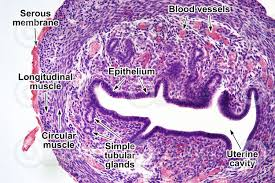 Serous
membrane
Blood vessels
Longitudinal
muscle
Epithelium
Circular
muscle
Simple
tubular
glands
Uterine
cavity